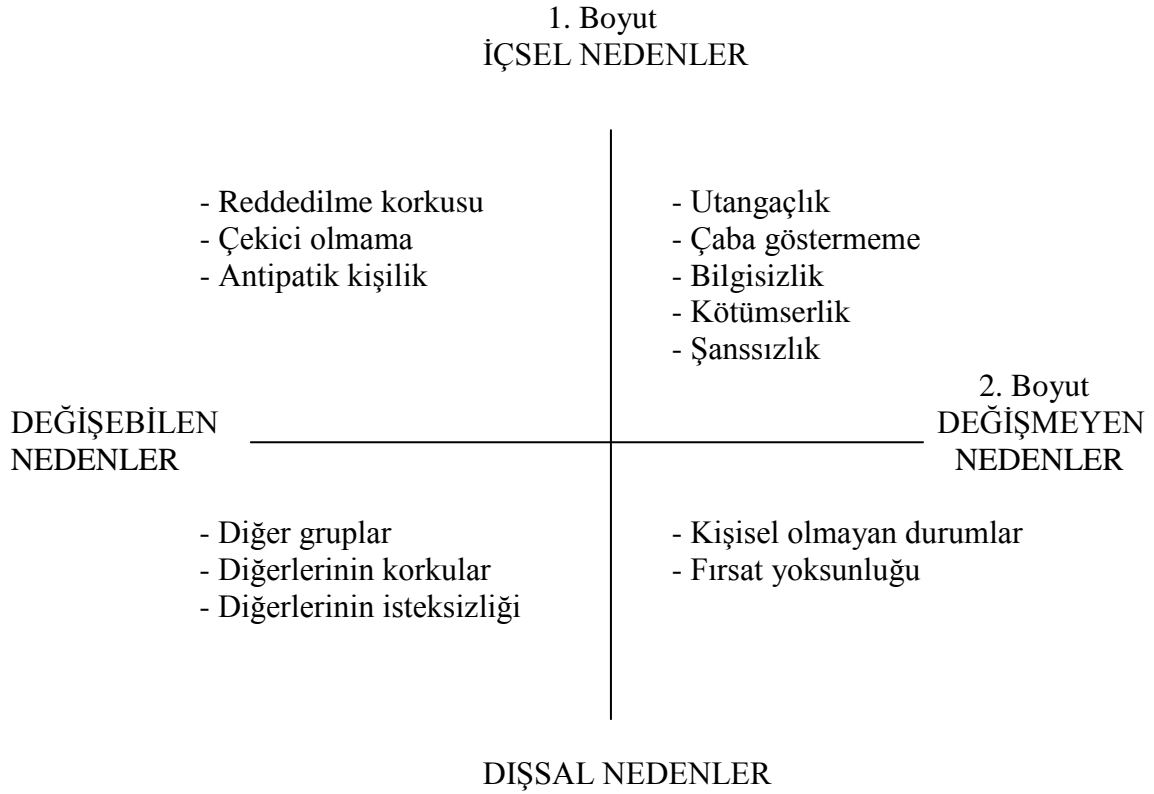 1. Boyut
İÇSEL NEDENLER
- Reddedilme korkusu
- Çekici olmama
- Antipatik kişilik
- Utangaçlık
- Çaba göstermeme
- Bilgisizlik
- Kötümserlik
- Şanssızlık
DEĞİŞEBİLEN
NEDENLER
2. Boyut
DEĞİŞMEYEN
NEDENLER
- Diğer gruplar
- Diğerlerinin korkular
- Diğerlerinin isteksizliği
- Kişisel olmayan durumlar
- Fırsat yoksunluğu
DIŞSAL NEDENLER